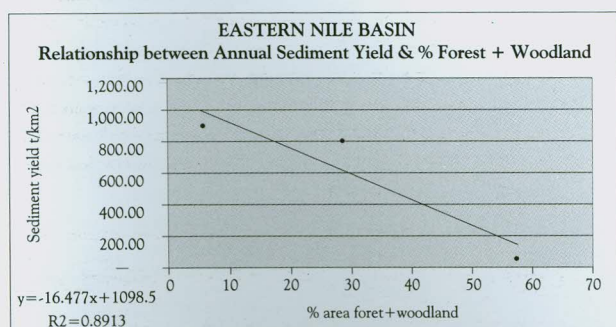 EASTERN NILE BASIN
Relationship between Annual Sediment Yield & % Forest + Woodland
Sediment yield t/km2
1,200.00
1,000.00
800.00
600.00
400.00
200.00
—
0 10 20 30 40 50 60 70
% area foret+woodland
y=-16.477x+1098.5
R2=0.8913